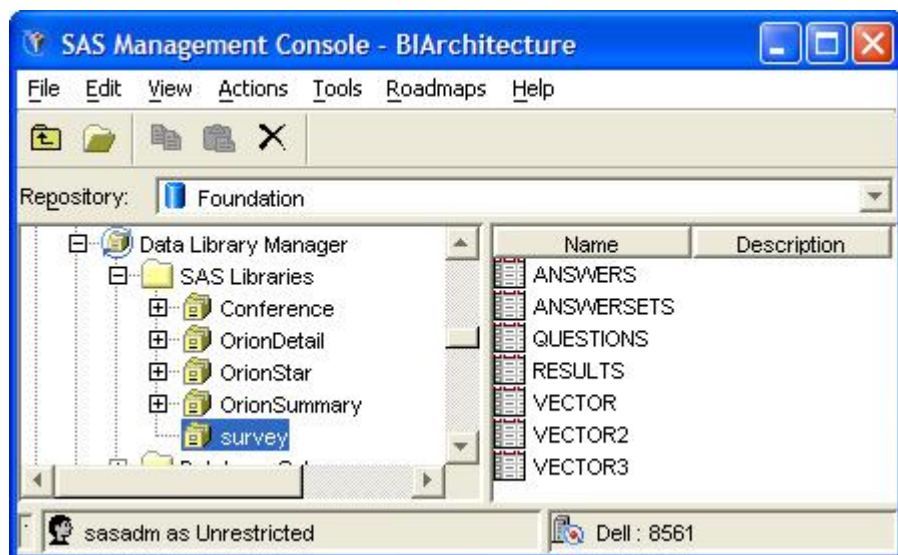 SAS Management Console - BIArchitecture
File Edit View Actions Tools Roadmaps Help
Repository: Foundation
Data Library Manager
SAS Libraries
Conference
OrionDetail
OrionStar
OrionSummary
survey
Name Description
ANSWERS
ANSWERSETS
QUESTIONS
RESULTS
VECTOR
VECTOR2
VECTOR3
sasadm as Unrestricted
Dell : 8561